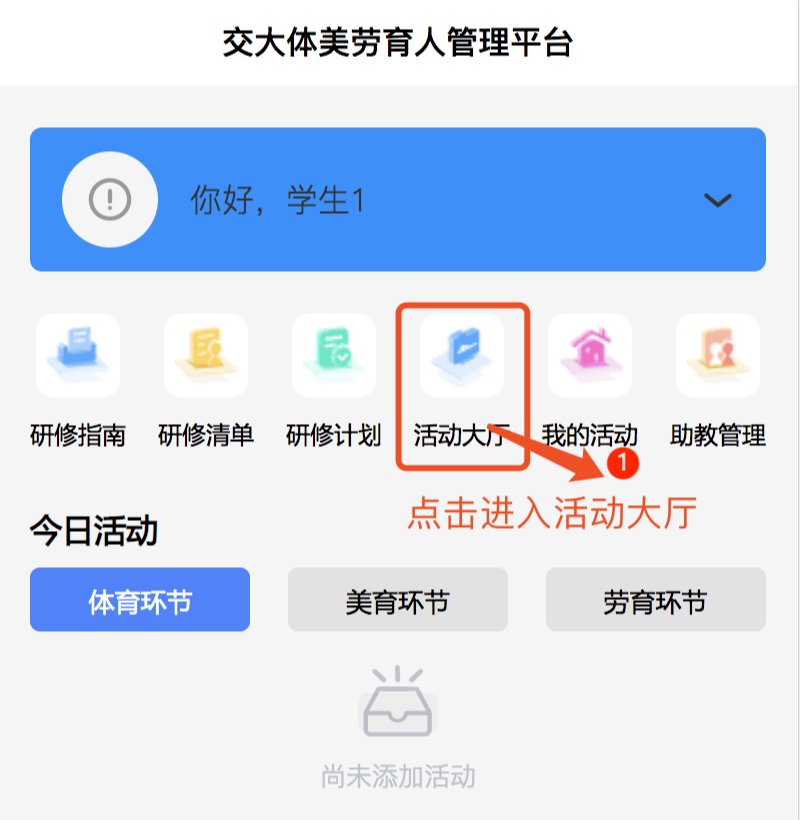 交大体美劳育人管理平台
你好，学生1
研修指南 研修清单 研修计划 活动大厅 我的活动 助教管理
1
点击进入活动大厅
今日活动
体育环节 美育环节 劳育环节
尚未添加活动